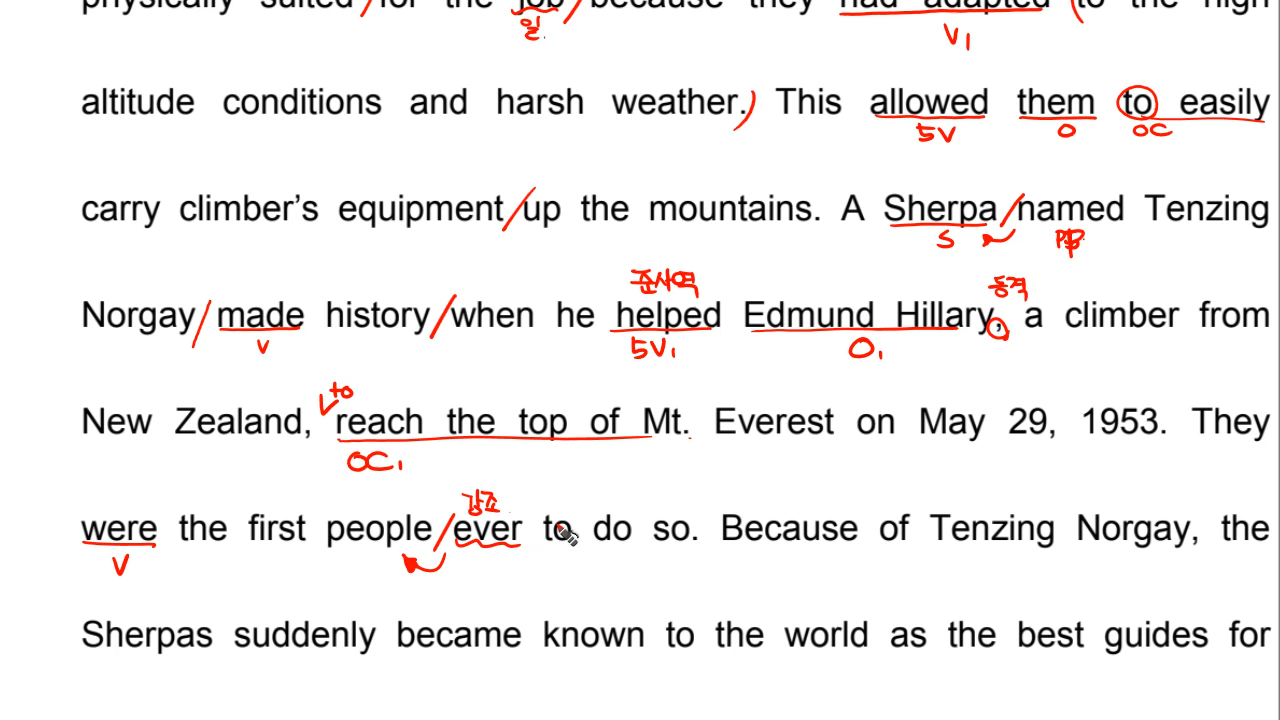 physically suited / for the job / because they had adapted (to the high
일
V1
altitude conditions and harsh weather.) This allowed them to easily
5V O OC
carry climber's equipment / up the mountains. A Sherpa / named Tenzing
S
준사역 동격
Norgay / made history / when he helped Edmund Hillary, a climber from
V 5V1 O1
to
New Zealand, reach the top of Mt. Everest on May 29, 1953. They
OC1
강조
were the first people / ever to do so. Because of Tenzing Norgay, the
V
Sherpas suddenly became known to the world as the best guides for